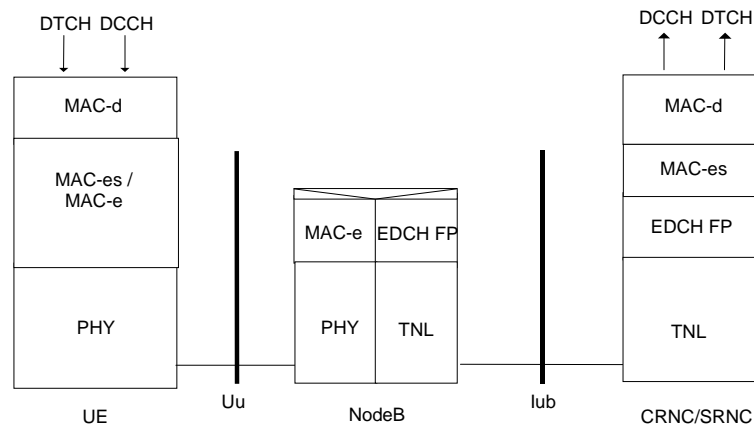 DTCH DCCH
DCCH DTCH
MAC-d
MAC-d
MAC-es /
MAC-e
MAC-es
MAC-e
EDCH FP
EDCH FP
PHY
PHY
TNL
TNL
UE
Uu
NodeB
Iub
CRNC/SRNC